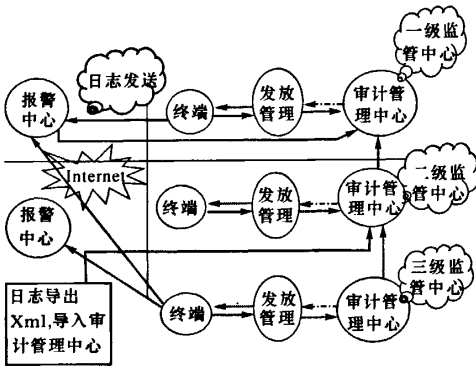 一级监
管中心
日志发送
报警
中心
终端
发放
管理
审计管
理中心
Internet
终端
发放
管理
审计管
理中心
二级监
管中心
报警
中心
日志导出
Xml,导入审
计管理中心
终端
发放
管理
审计管
理中心
三级监
管中心